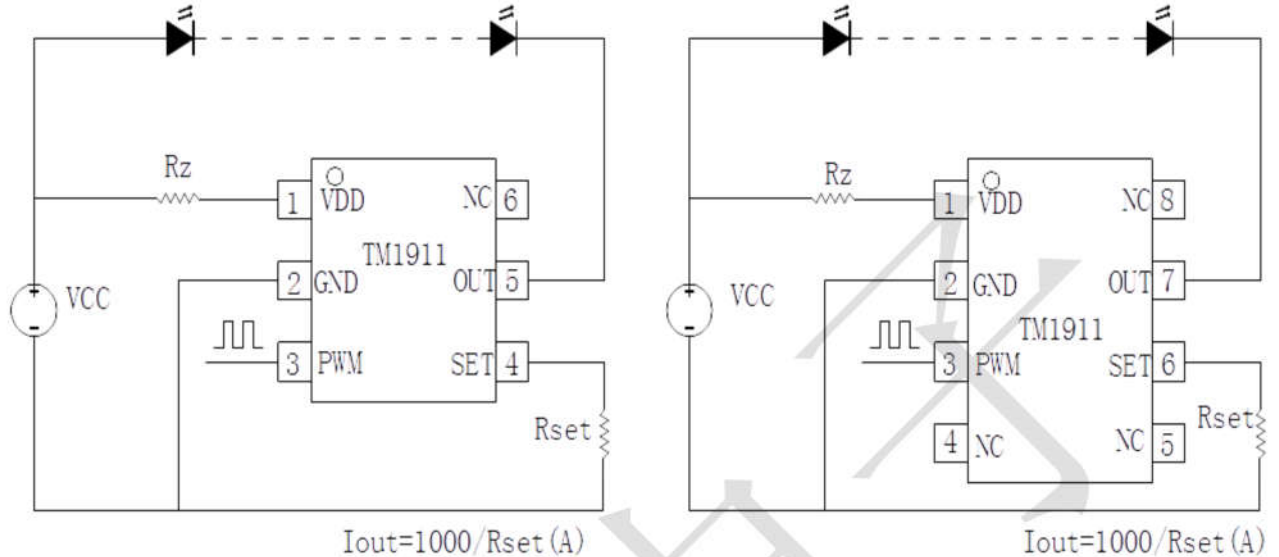 Rz
1 VDD NC 6
TM1911
2 GND OUT 5
VCC
3 PWM SET 4
Rset
Iout=1000/Rset(A)
Rz
1 VDD NC 8
2 GND OUT 7
VCC
TM1911
3 PWM SET 6
Rset
4 NC NC 5
Iout=1000/Rset(A)